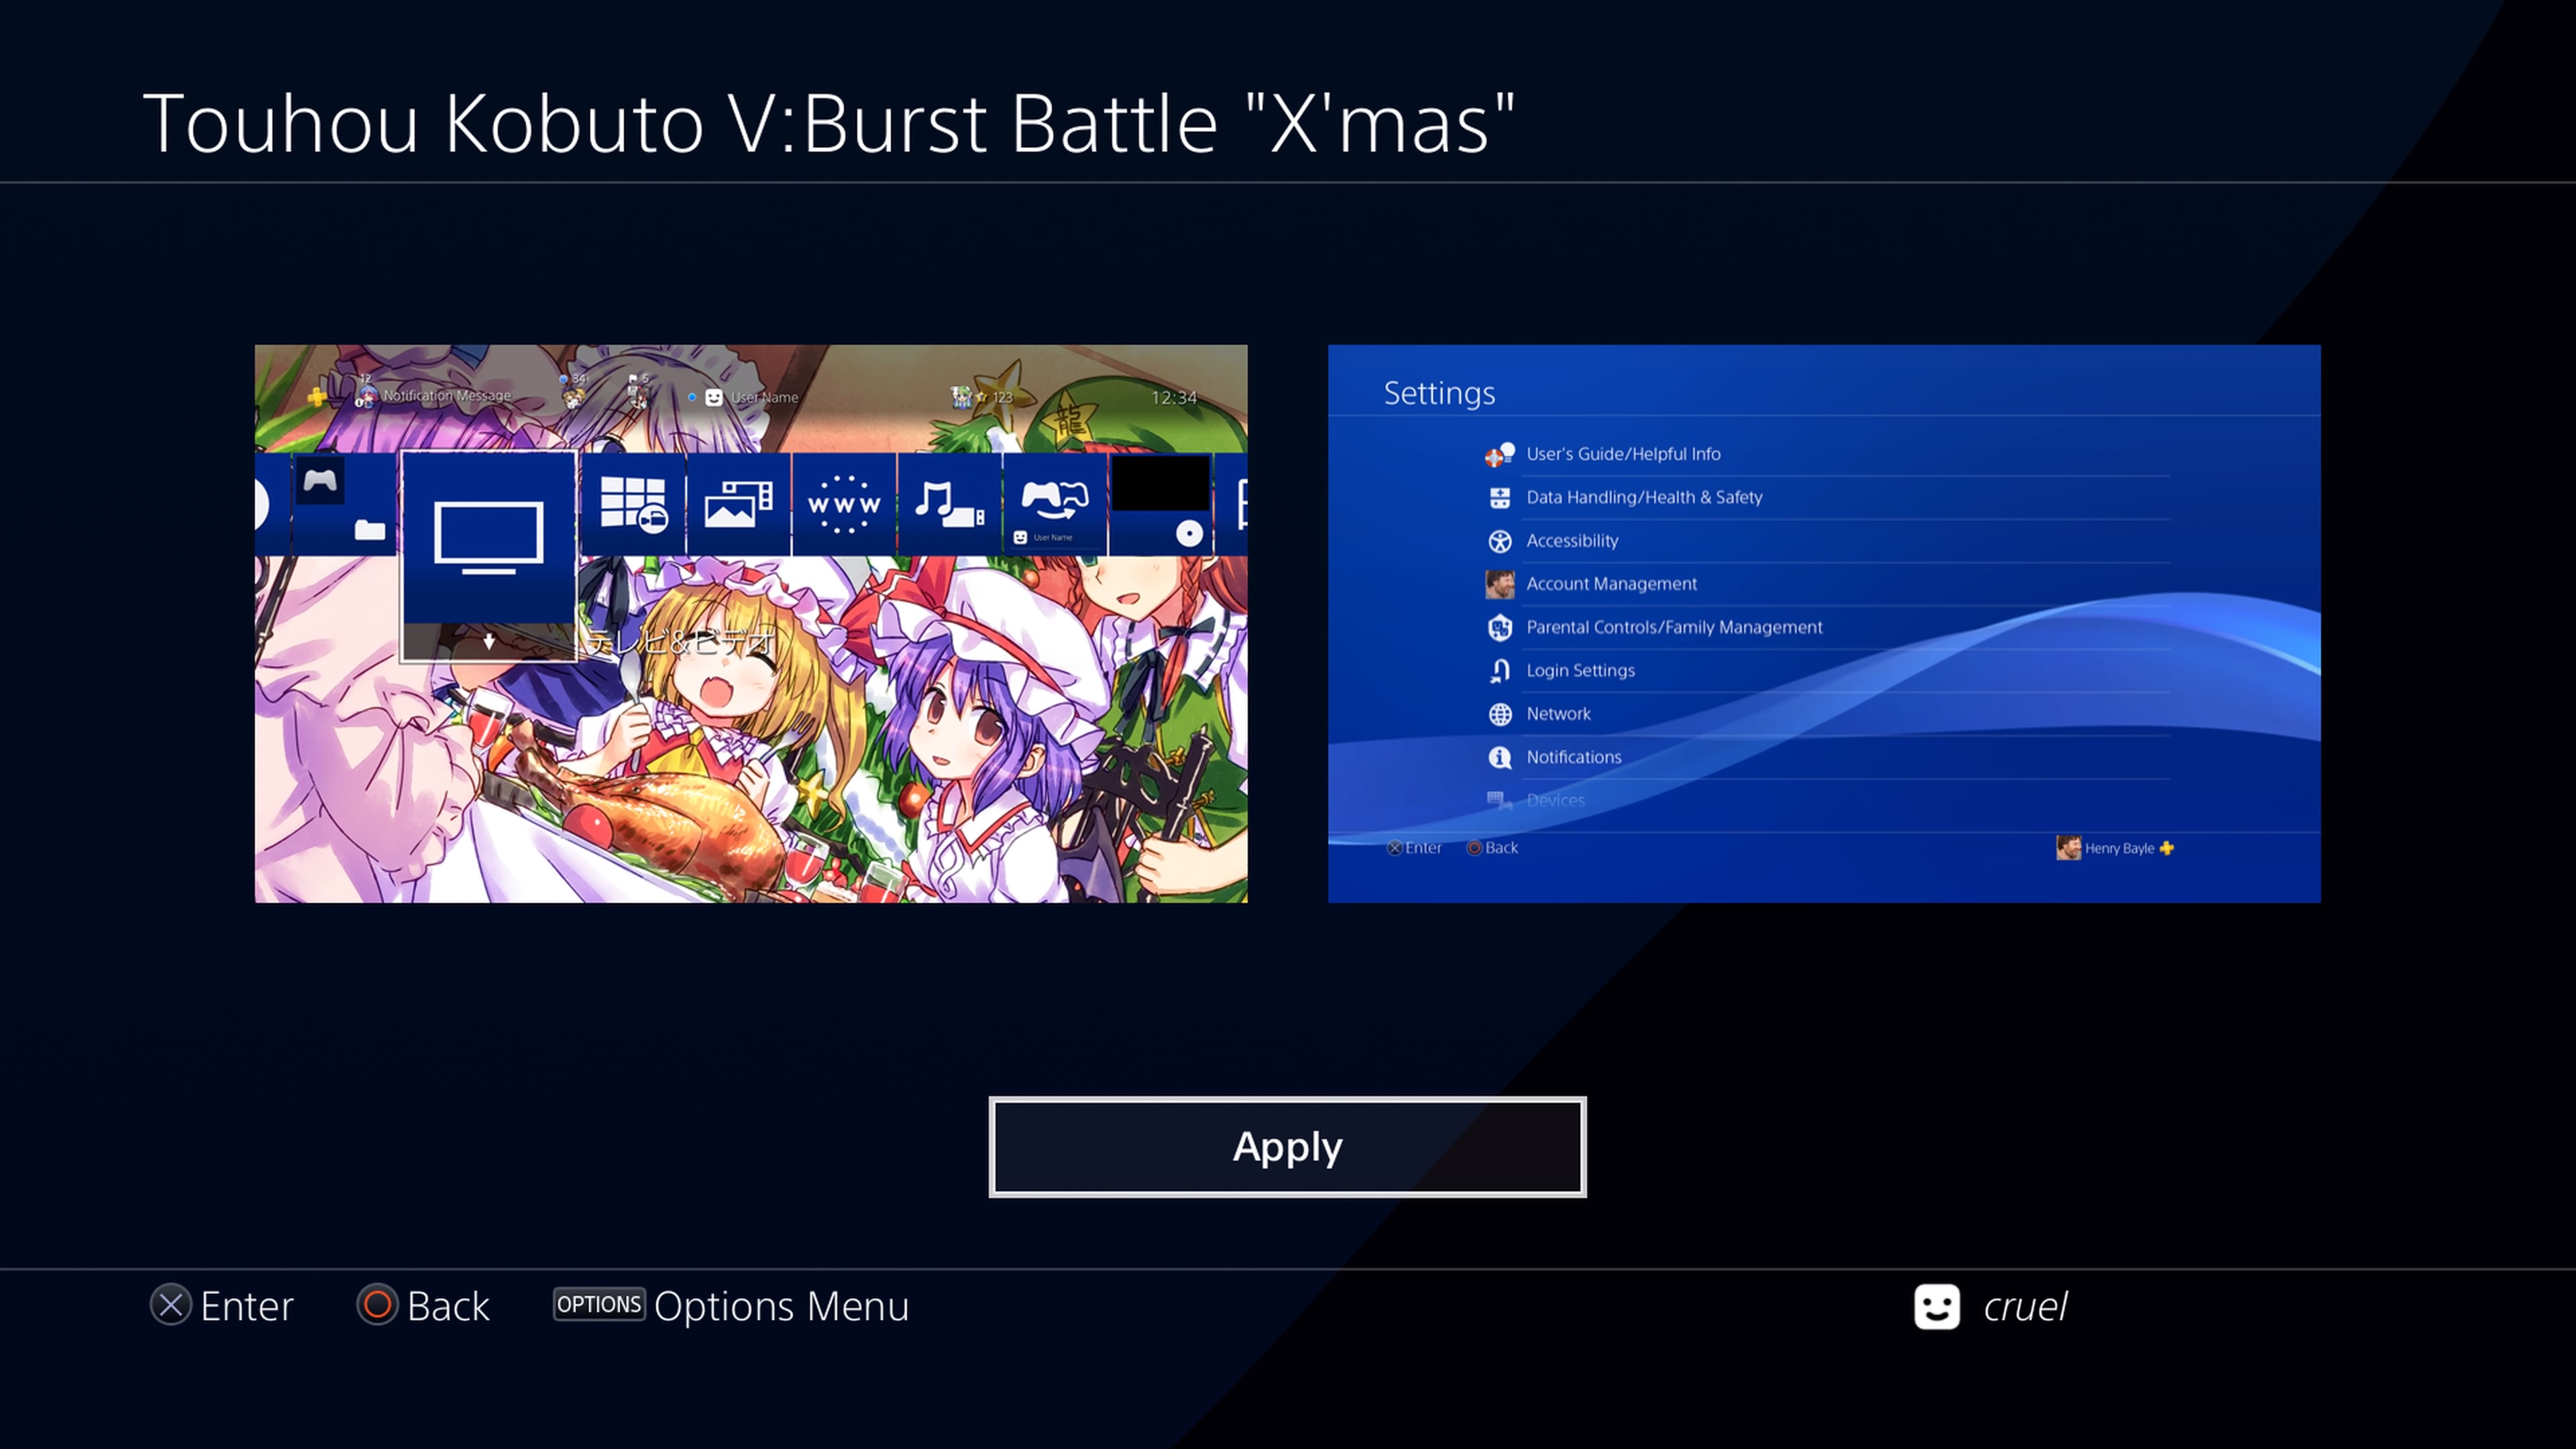 Touhou Kobuto V:Burst Battle "X'mas"
12
Notification Message
34
5
User Name
123
12:34
www
User Name
テレビ&ビデオ
龍
Settings
User's Guide/Helpful Info
Data Handling/Health & Safety
Accessibility
Account Management
Parental Controls/Family Management
Login Settings
Network
Notifications
Devices
Enter Back
Henry Bayle
Apply
Enter Back OPTIONS Options Menu
cruel